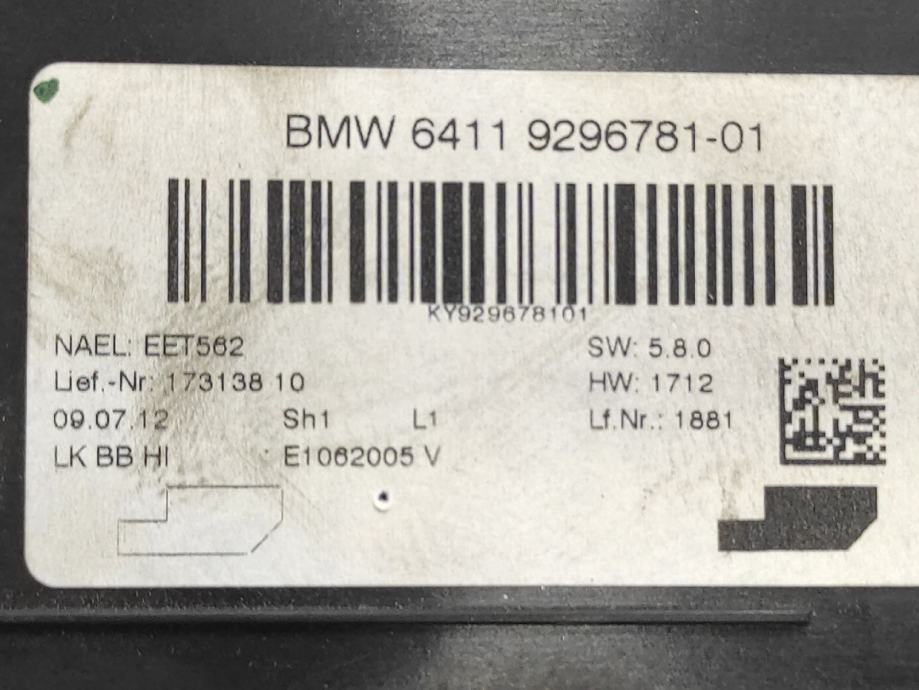 BMW 6411 9296781-01
KY929678101
NAEL: EET562 SW: 5.8.0
Lief.-Nr: 173138 10 HW: 1712
09.07.12 Sh1 L1 Lf.Nr.: 1881
LK BB HI : E1062005 V